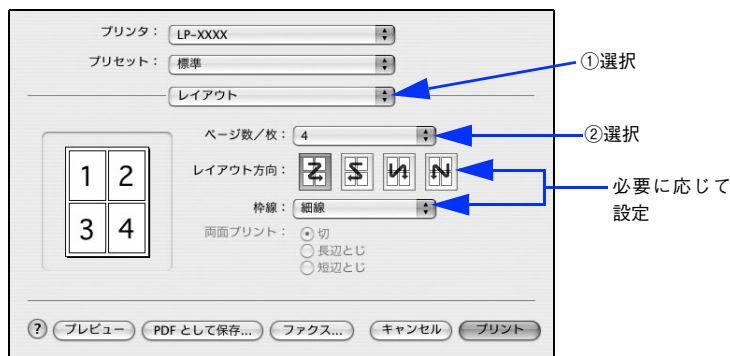 プリンタ： LP-XXXX
プリセット： 標準
レイアウト
①選択
ページ数／枚： 4
②選択
レイアウト方向：
必要に応じて
設定
枠線： 細線
両面プリント： 切
長辺とじ
短辺とじ
1 2
3 4
? プレビュー PDF として保存... ファクス... キャンセル プリント